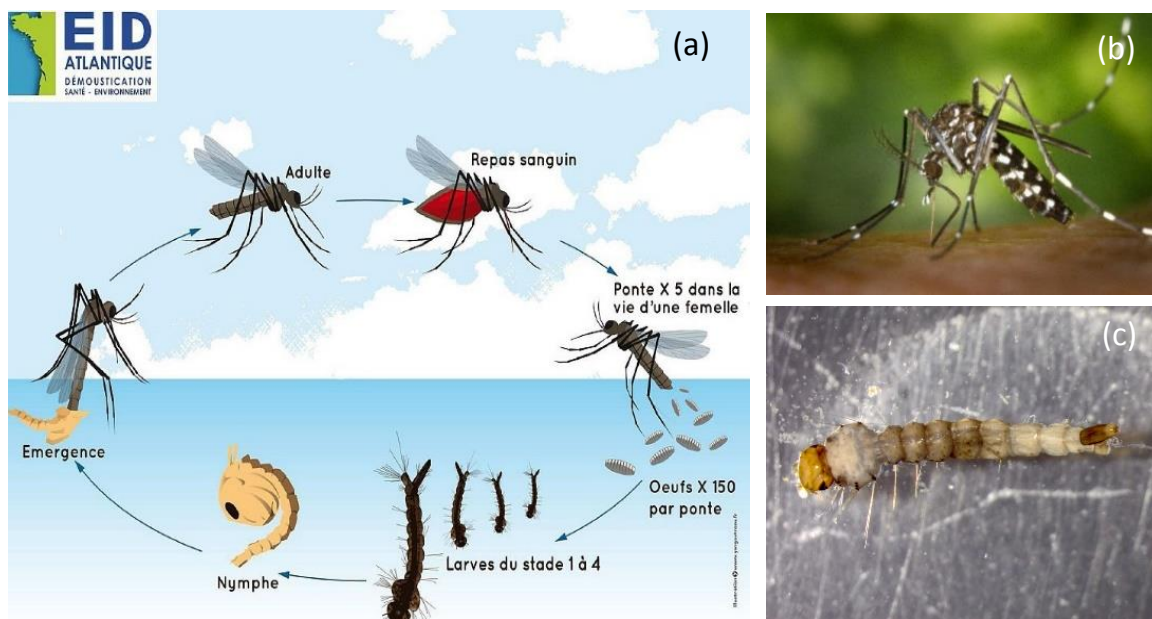 EID
ATLANTIQUE
DÉMOUSTICATION
SANTÉ - ENVIRONNEMENT
(a)
Adulte
Repas sanguin
Ponte X 5 dans la
vie d'une femelle
Emergence
Oeufs X 150
par ponte
Larves du stade 1 à 4
Nymphe
(b)
(c)